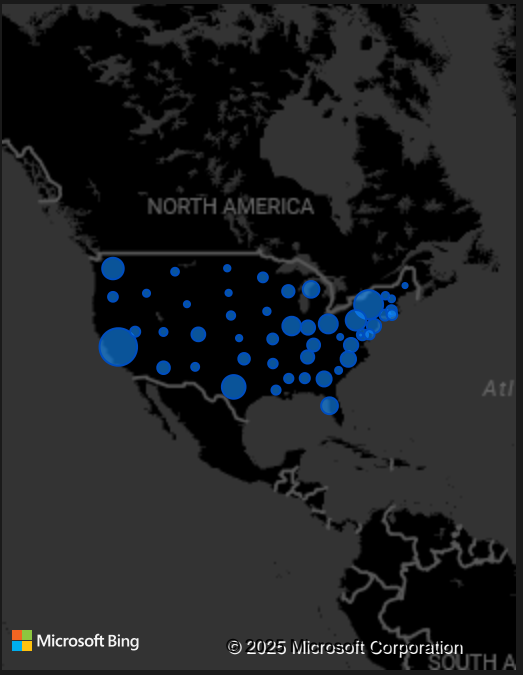 NORTH AMERICA
Atl
Microsoft Bing
© 2025 Microsoft Corporation
SOUTH A